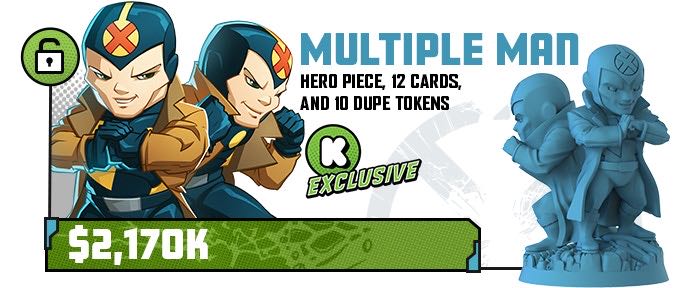 MULTIPLE MAN
HERO PIECE, 12 CARDS,
AND 10 DUPE TOKENS
K
EXCLUSIVE
$2,170K